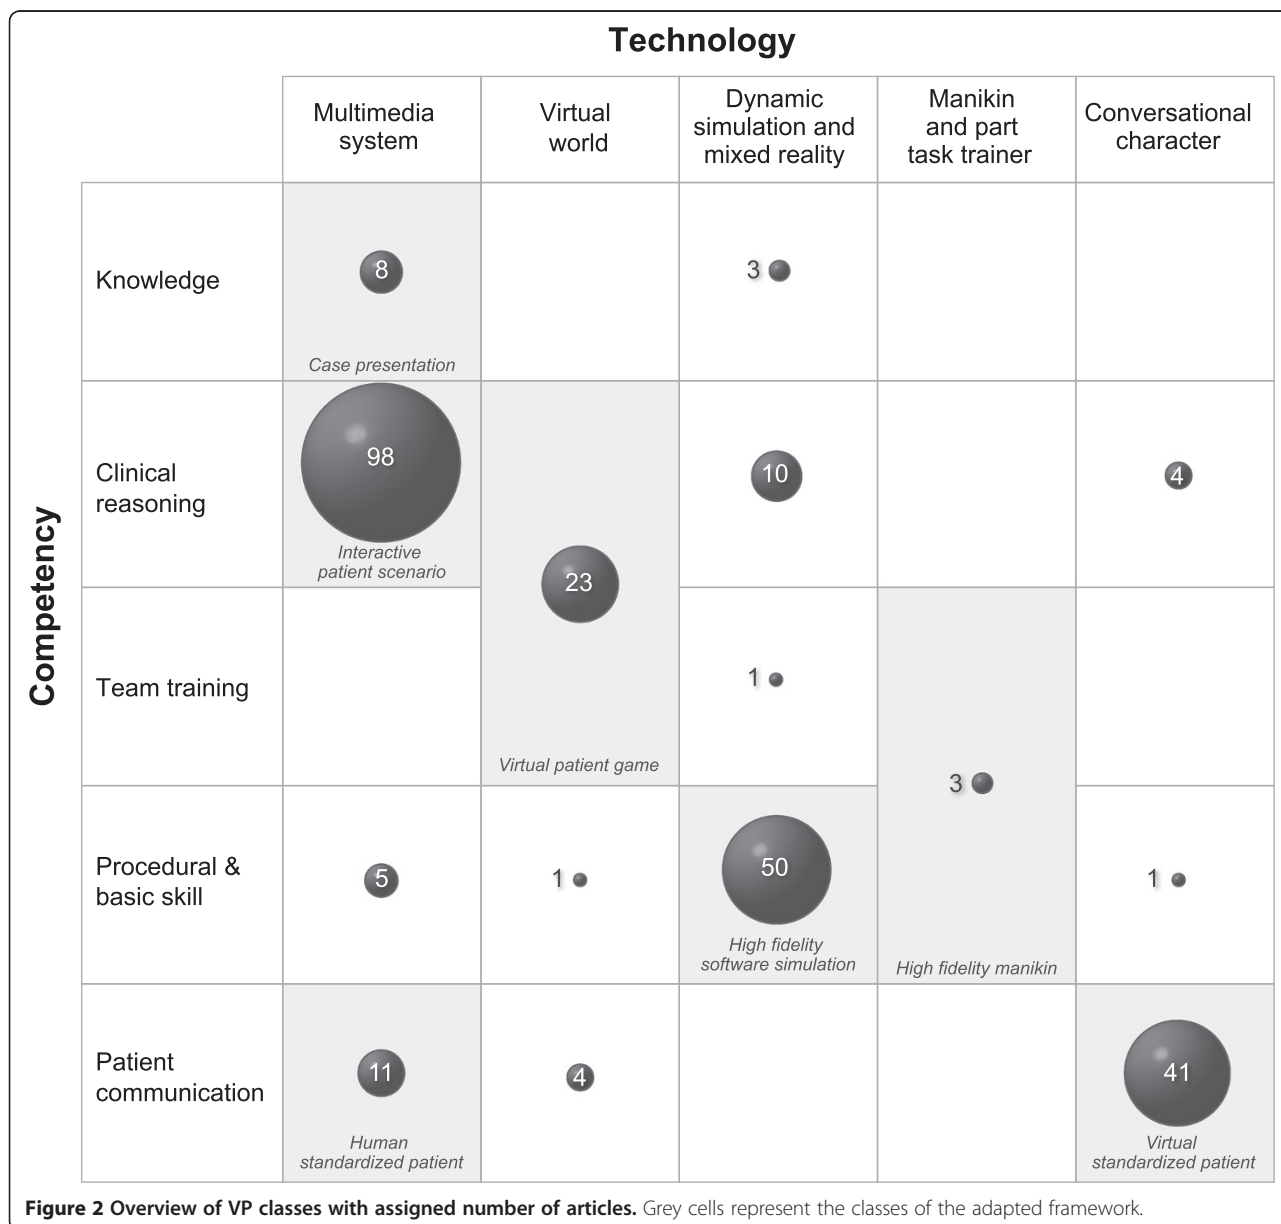 Technology
Multimedia
system
Virtual
world
Dynamic
simulation and
mixed reality
Manikin
and part
task trainer
Conversational
character
Competency
Knowledge
8
Case presentation
3
Clinical
reasoning
98
Interactive
patient scenario
10
4
23
Virtual patient game
Team training
1
3
High fidelity manikin
Procedural &
basic skill
5
1
50
High fidelity
software simulation
1
Patient
communication
11
Human
standardized patient
4
41
Virtual
standardized patient
Figure 2 Overview of VP classes with assigned number of articles. Grey cells represent the classes of the adapted framework.